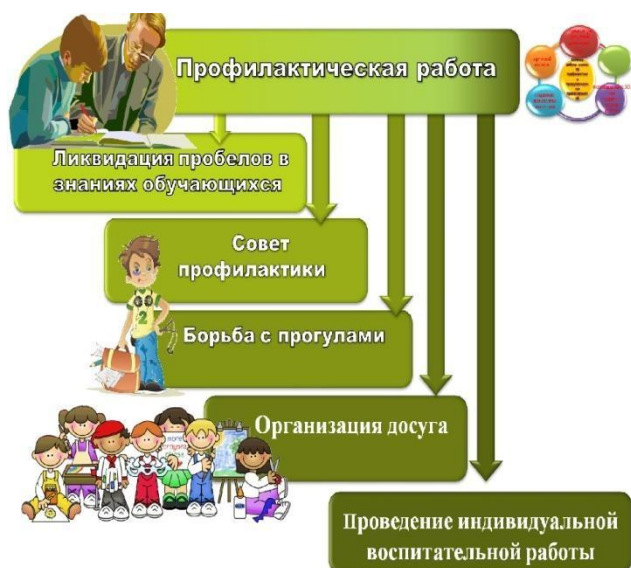 Профилактическая работа
Ликвидация пробелов в
знаниях обучающихся
Совет
профилактики
Борьба с прогулами
Организация досуга
Проведение индивидуальной
воспитательной работы